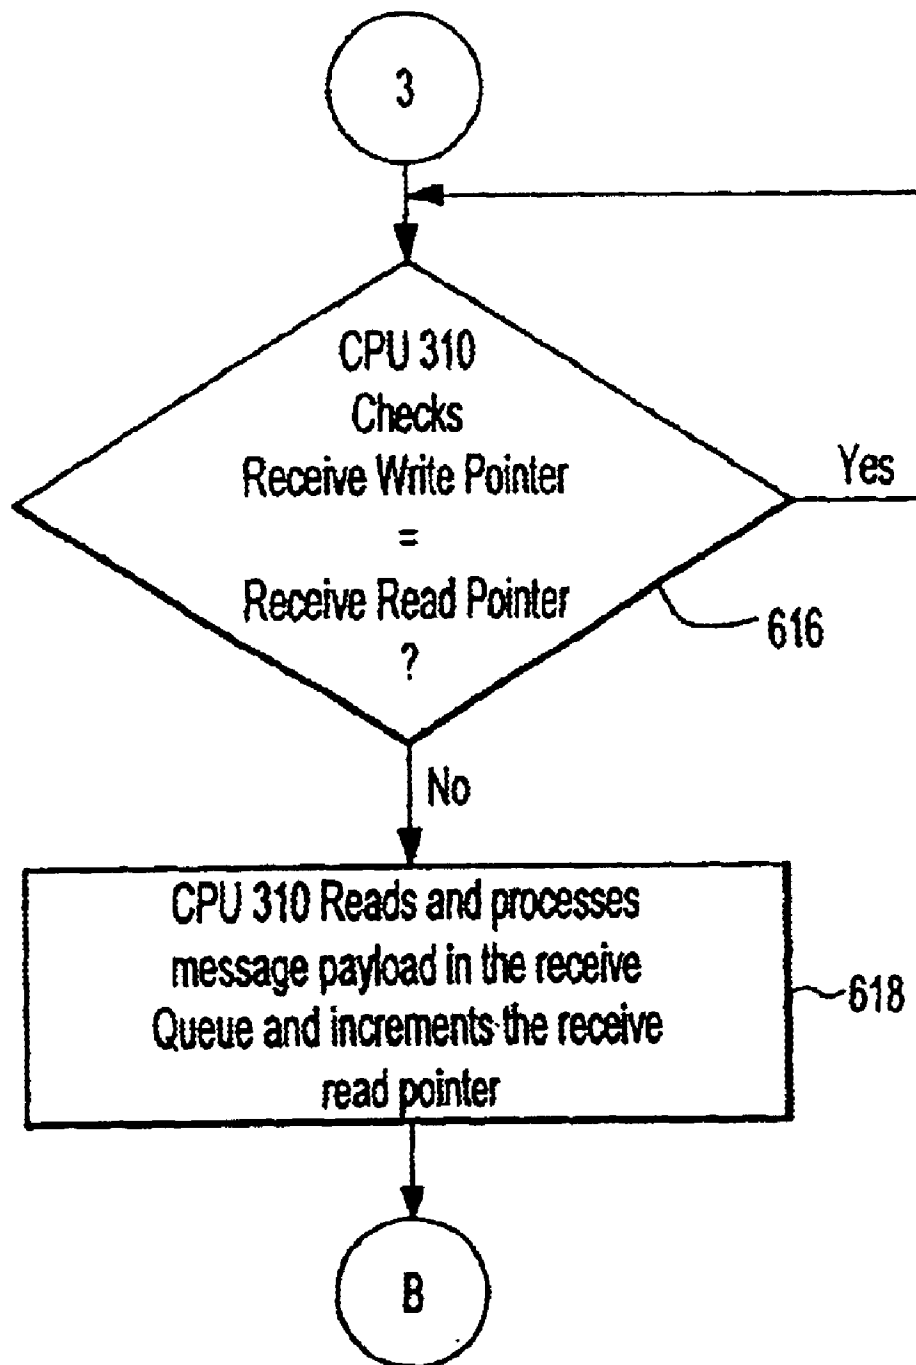 3
CPU 310
Checks
Receive Write Pointer
=
Receive Read Pointer
?
Yes
616
No
CPU 310 Reads and processes
message payload in the receive
Queue and increments the receive
read pointer
618
B